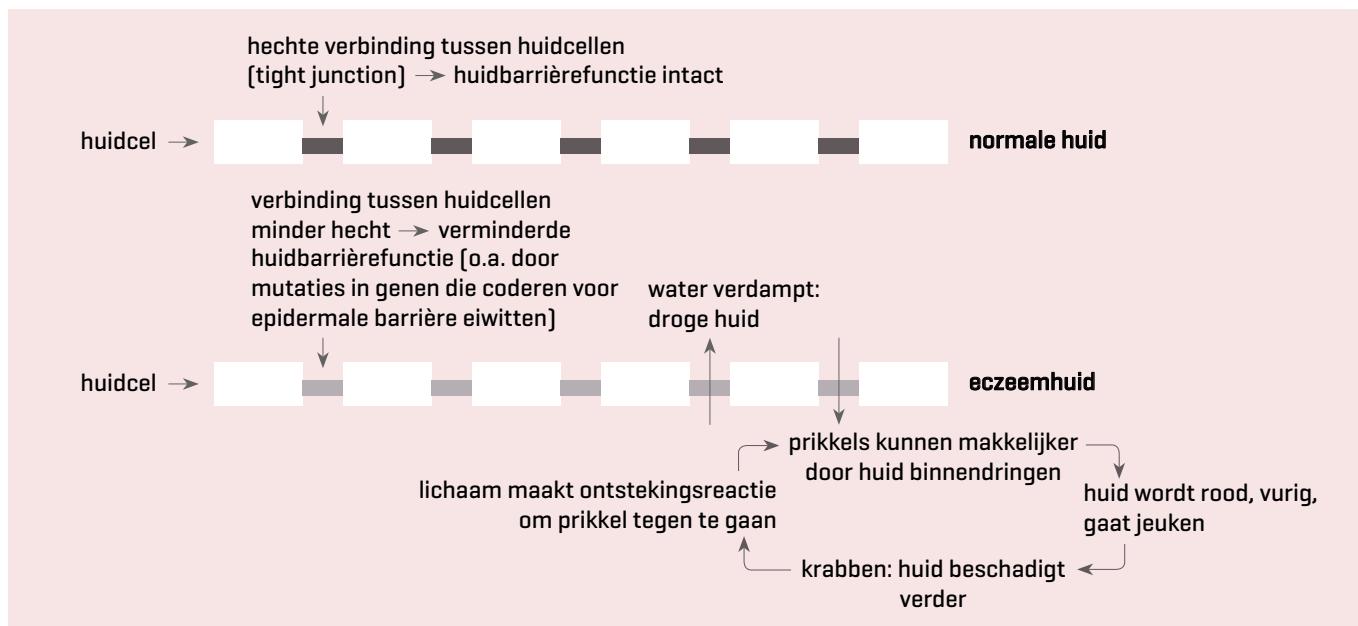 hechte verbinding tussen huidcellen
(tight junction) → huidbarrièrefunctie intact
huidcel →
normale huid
verbinding tussen huidcellen
minder hecht → verminderde
huidbarrièrefunctie (o.a. door
mutaties in genen die coderen voor
epidermale barrière eiwitten)
water verdampt:
droge huid
huidcel →
eczeemhuid
prikkels kunnen makkelijker
door huid binnendringen
huid wordt rood, vurig,
gaat jeuken
krabben: huid beschadigt
verder
lichaam maakt ontstekingsreactie
om prikkel tegen te gaan